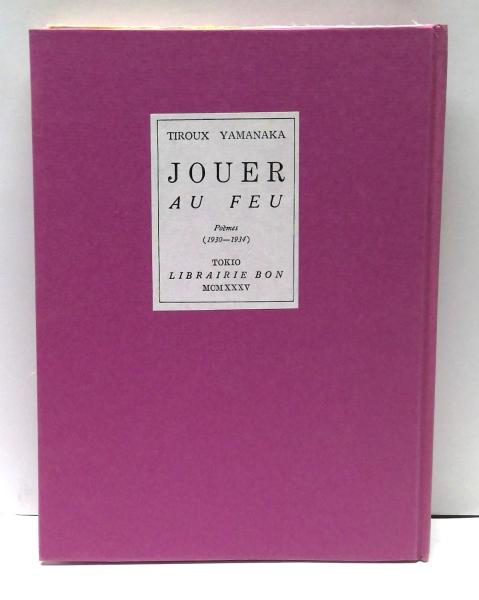 TIROUX YAMANAKA
JOUER
AU FEU
Poèmes
(1930—1934)
TOKIO
LIBRAIRIE BON
MCMXXXV